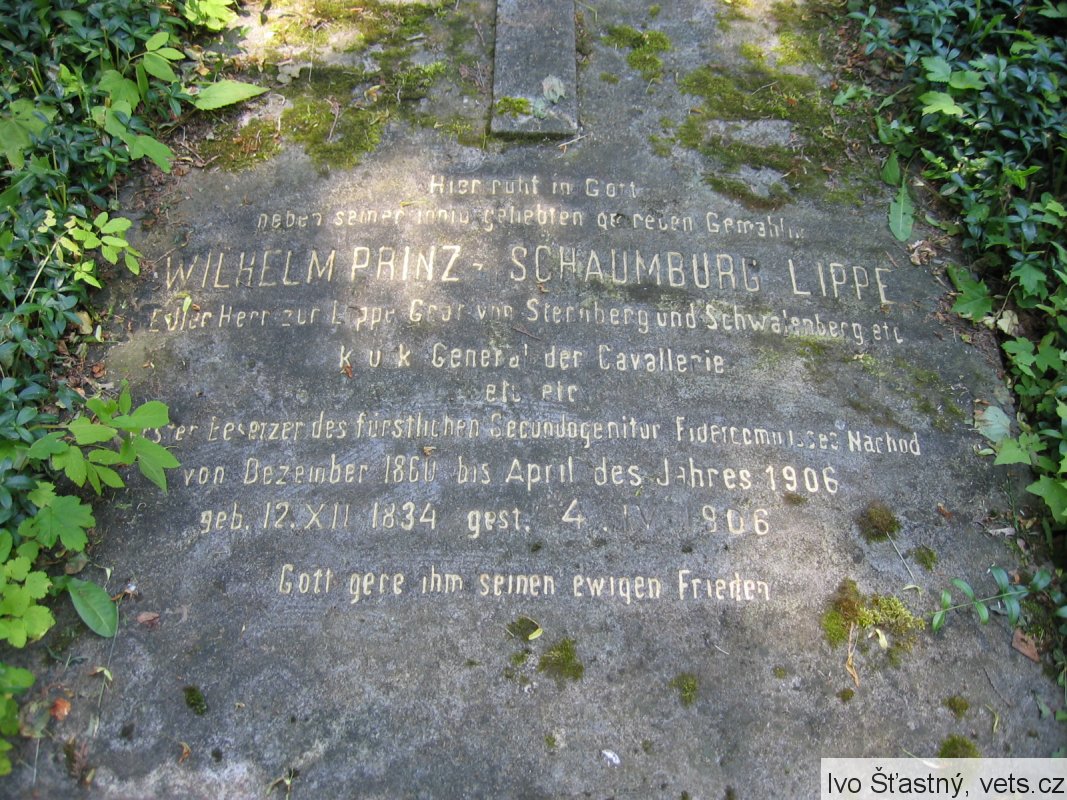 Hier ruht in Gott
neben seiner innig geliebten Gemahlin
WILHELM PRINZ - SCHAUMBURG LIPPE
Edler Herr zur Lippe Graf von Sternberg und Schwalenberg etc
k u k General der Cavallerie
etc etc
des fürstlichen Secundogenitur Fideicommisses Nachod
von Dezember 1860 bis April des Jahres 1906
geb. 12. XII 1834 gest. 4. IV 1906
Gott gebe ihm seinen ewigen Frieden
Ivo Šťastný, vets.cz